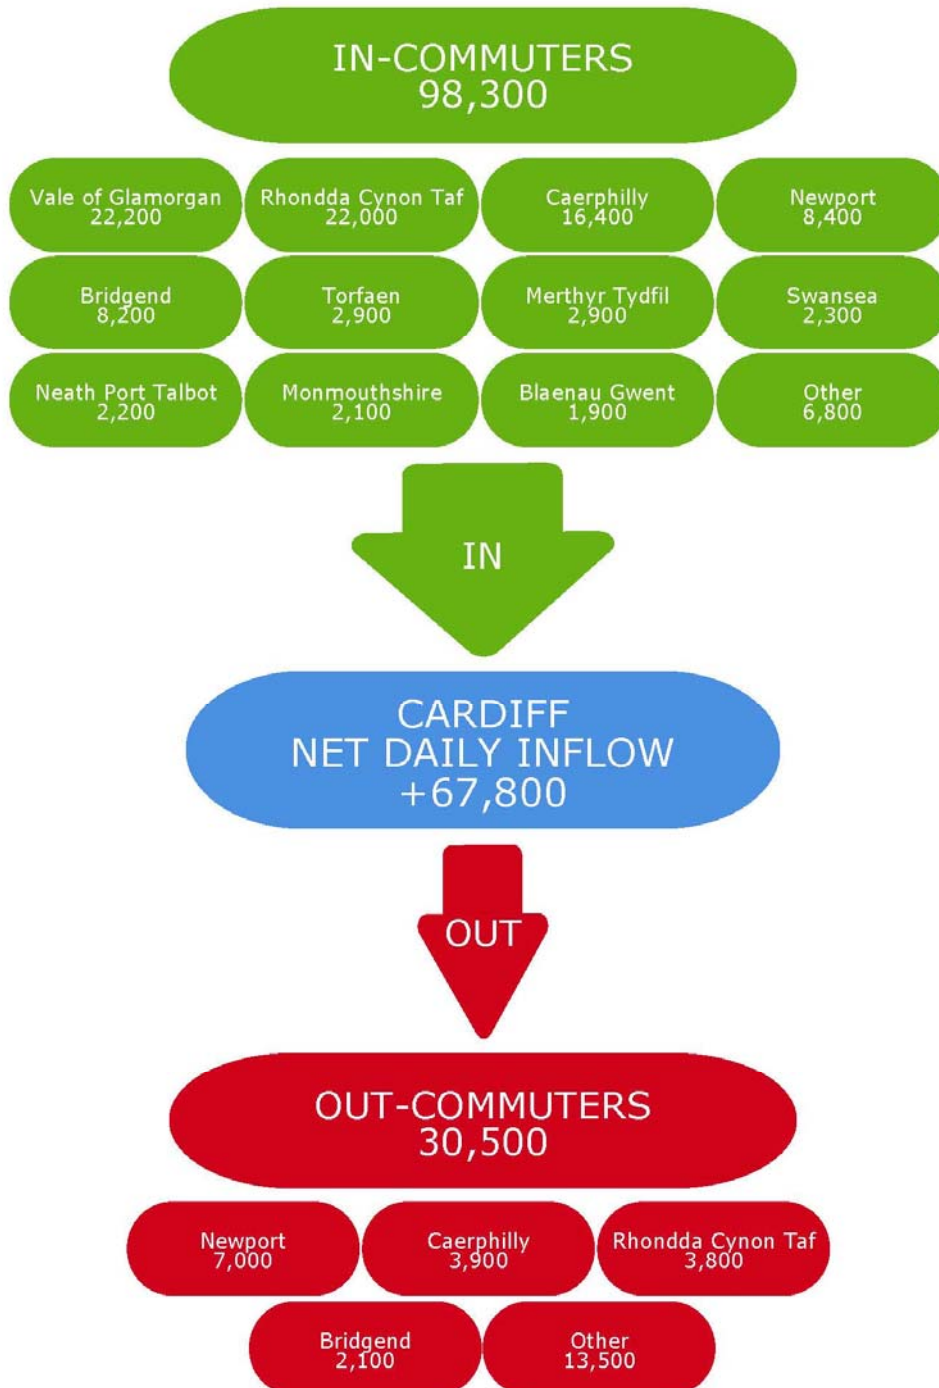 IN-COMMUTERS
98,300
Vale of Glamorgan
22,200
Rhondda Cynon Taf
22,000
Caerphilly
16,400
Newport
8,400
Bridgend
8,200
Torfaen
2,900
Merthyr Tydfil
2,900
Swansea
2,300
Neath Port Talbot
2,200
Monmouthshire
2,100
Blaenau Gwent
1,900
Other
6,800
IN
CARDIFF
NET DAILY INFLOW
+67,800
OUT
OUT-COMMUTERS
30,500
Newport
7,000
Caerphilly
3,900
Rhondda Cynon Taf
3,800
Bridgend
2,100
Other
13,500